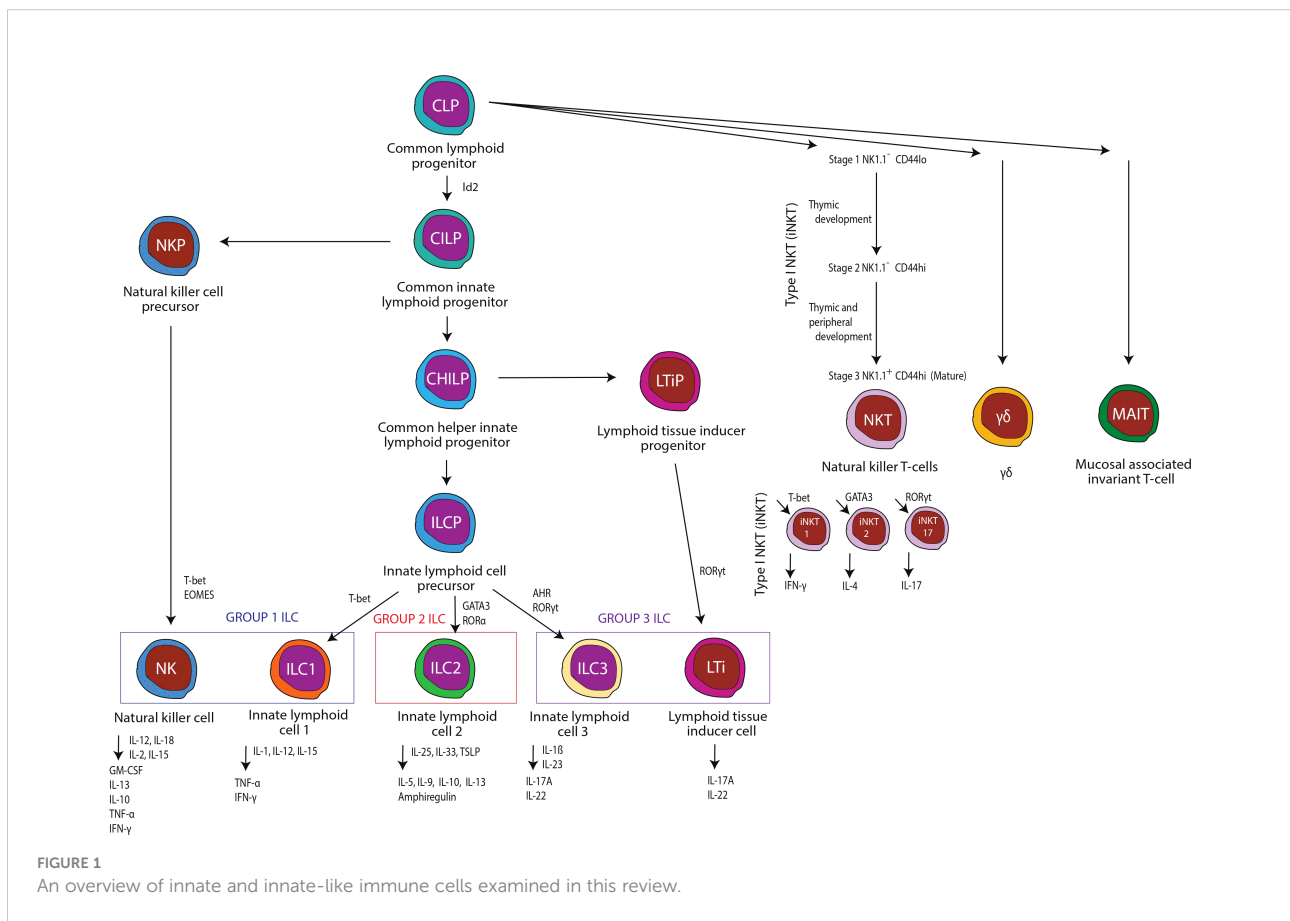 CLP
Common lymphoid
progenitor
Id2
NKP
Natural killer cell
precursor
CILP
Common innate
lymphoid progenitor
CHILP
Common helper innate
lymphoid progenitor
LTiP
Lymphoid tissue inducer
progenitor
ILCP
Innate lymphoid cell
precursor
Type I NKT (iNKT)
Stage 1 NK1.1⁻ CD44lo
Thymic
development
Stage 2 NK1.1⁻ CD44hi
Thymic and
peripheral
development
Stage 3 NK1.1⁺ CD44hi (Mature)
NKT
Natural killer T-cells
γδ
γδ
MAIT
Mucosal associated
invariant T-cell
Type I NKT (iNKT)
T-bet
GATA3
RORγt
iNKT
1
iNKT
2
iNKT
17
IFN-γ
IL-4
IL-17
T-bet
EOMES
T-bet
GATA3
RORα
AHR
RORγt
RORγt
GROUP 1 ILC
GROUP 2 ILC
GROUP 3 ILC
NK
ILC1
ILC2
ILC3
LTi
Natural killer cell
Innate lymphoid
cell 1
Innate lymphoid
cell 2
Innate lymphoid
cell 3
Lymphoid tissue
inducer cell
IL-12, IL-18
IL-2, IL-15
GM-CSF
IL-13
IL-10
TNF-α
IFN-γ
IL-1, IL-12, IL-15
TNF-α
IFN-γ
IL-25, IL-33, TSLP
IL-5, IL-9, IL-10, IL-13
Amphiregulin
IL-1ß
IL-23
IL-17A
IL-22
IL-17A
IL-22
FIGURE 1
An overview of innate and innate-like immune cells examined in this review.